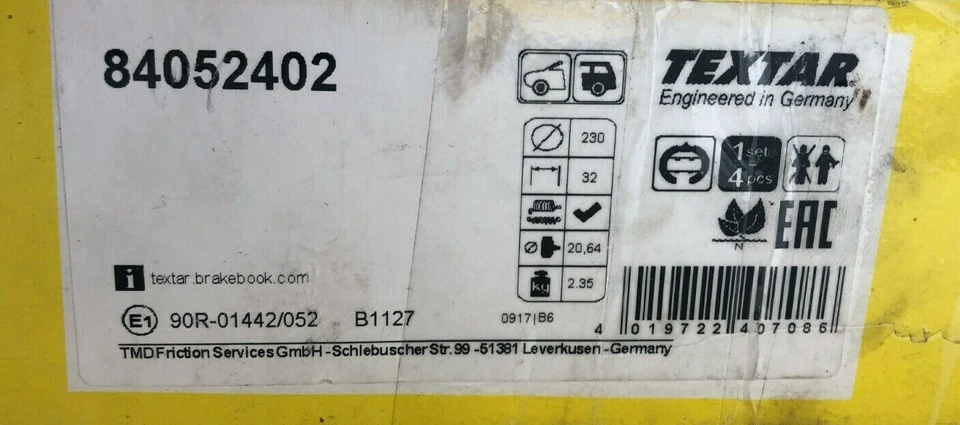 84052402
TEXTAR
Engineered in Germany
230
32
20,64
kg
2.35
1 set
=
4 pcs
N
EAC
i textar.brakebook.com
E1 90R-01442/052 B1127
0917|B6
4 019722 407086
TMD Friction Services GmbH - Schlebuscher Str. 99 - 51381 Leverkusen - Germany